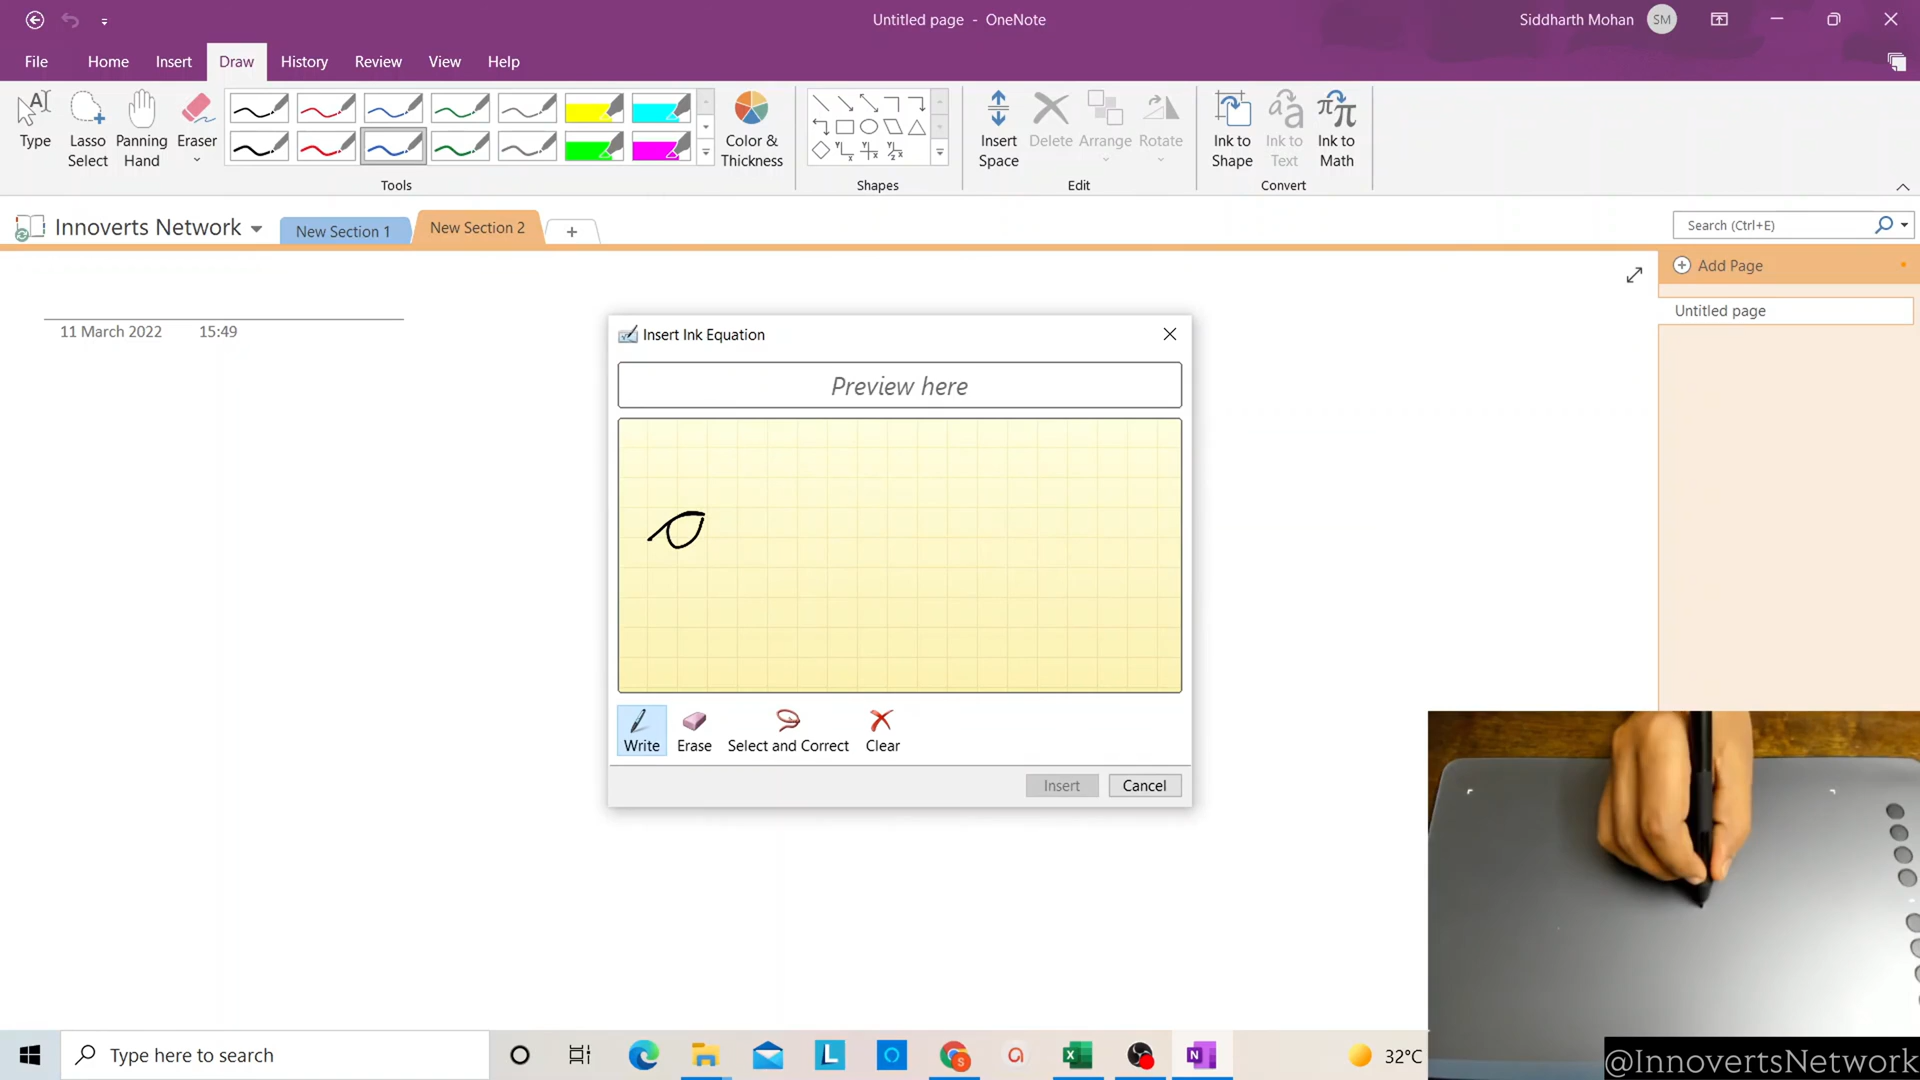 Untitled page - OneNote
Siddharth Mohan SM
File Home Insert Draw History Review View Help
Type
Lasso Select
Panning Hand
Eraser
Color & Thickness
Insert Space
Delete
Arrange
Rotate
Ink to Shape
Ink to Text
Ink to Math
Tools Shapes Edit Convert
Innoverts Network New Section 1 New Section 2
Search (Ctrl+E)
Add Page
Untitled page
11 March 2022 15:49
Insert Ink Equation
Preview here
Write Erase Select and Correct Clear
Insert Cancel
Type here to search
32°C
@InnovertsNetwork